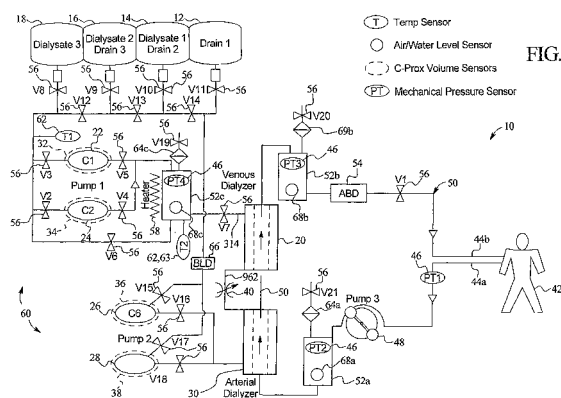 18
16
14
12
Dialysate 3
Dialysate 2
Drain 3
Dialysate 1
Drain 2
Drain 1
T Temp Sensor
Air/Water Level Sensor
C-Prox Volume Sensors
PT Mechanical Pressure Sensor
FIG.
56
56
56
56
V8
V9
V10
V11
56
V12
56
V13
56
V14
62
T1
56
V19
64c
56
V20
69b
10
32
22
56
C1
V3
V5
56
46
PT4
52c
Venous Dialyzer
PT3
46
52b
54
ABD
V1
56
50
Pump 1
Heater
58
V2
V4
C2
56
34
24
56
V6
56
68c
T2
62,63
56
V7
314
68b
20
44b
44a
46
PT1
42
66
BLD
962
40
50
56
V21
64a
Pump 3
48
60
36
V15
56
V16
26
C6
56
V17
56
Pump 2
28
V18
38
30
Arterial Dialyzer
PT2
46
68a
52a